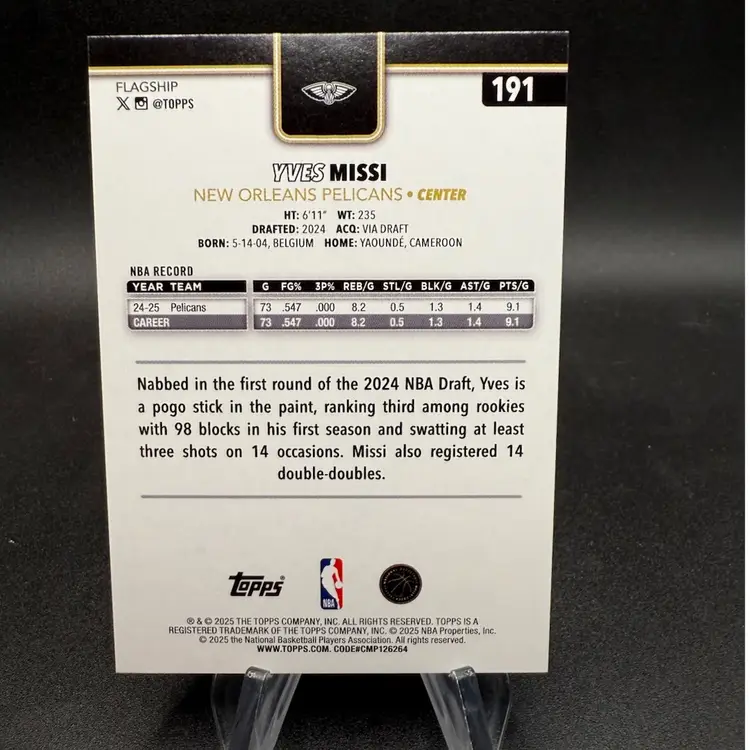 FLAGSHIP
191
X @TOPPS
YVES MISSI
NEW ORLEANS PELICANS • CENTER
HT: 6'11" WT: 235
DRAFTED: 2024 ACQ: VIA DRAFT
BORN: 5-14-04, BELGIUM HOME: YAOUNDÉ, CAMEROON
NBA RECORD
YEAR TEAM G FG% 3P% REB/G STL/G BLK/G AST/G PTS/G
24-25 Pelicans 73 .547 .000 8.2 0.5 1.3 1.4 9.1
CAREER 73 .547 .000 8.2 0.5 1.3 1.4 9.1
Nabbed in the first round of the 2024 NBA Draft, Yves is
a pogo stick in the paint, ranking third among rookies
with 98 blocks in his first season and swatting at least
three shots on 14 occasions. Missi also registered 14
double-doubles.
topps®
NBA
® & © 2025 THE TOPPS COMPANY, INC. ALL RIGHTS RESERVED. TOPPS IS A
REGISTERED TRADEMARK OF THE TOPPS COMPANY, INC. © 2025 NBA Properties, Inc.
© 2025 the National Basketball Players Association. All rights reserved.
WWW.TOPPS.COM. CODE#CMP126264